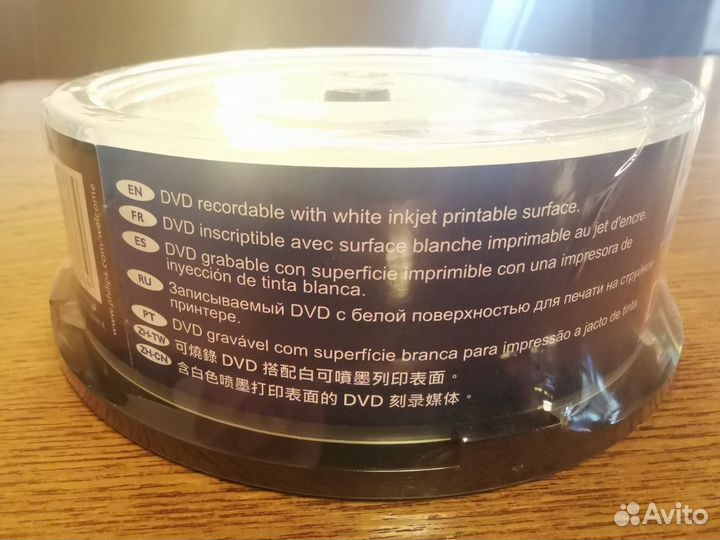 www.philips.com/welcome
EN DVD recordable with white inkjet printable surface.
FR DVD inscriptible avec surface blanche imprimable au jet d'encre.
ES DVD grabable con superficie imprimible con una impresora de
inyección de tinta blanca.
RU Записываемый DVD с белой поверхностью для печати на струйном
принтере.
PT DVD gravável com superfície branca para impressão a jacto de tinta
ZH-TW 可燒錄 DVD 搭配白可噴墨列印表面。
ZH-CN 含白色喷墨打印表面的 DVD 刻录媒体。
Avito